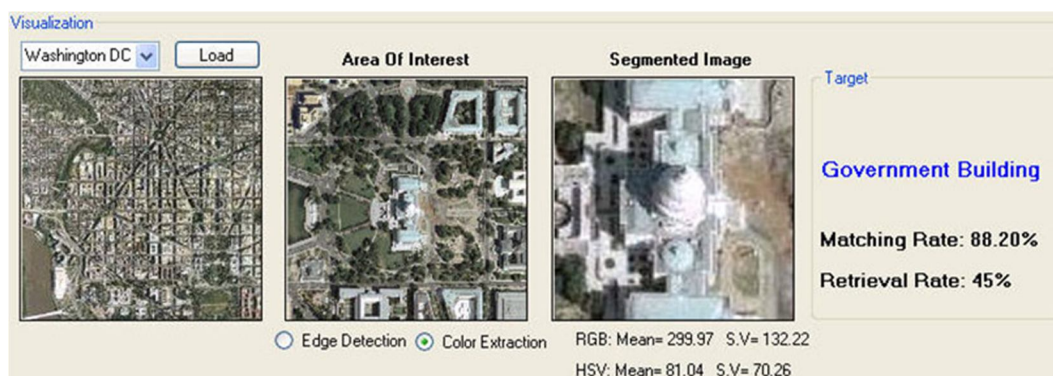 Visualization
Washington DC
Load
Area Of Interest
Segmented Image
Target
Government Building
Matching Rate: 88.20%
Retrieval Rate: 45%
Edge Detection
Color Extraction
RGB: Mean= 299.97 S.V= 132.22
HSV: Mean= 81.04 S.V= 70.26